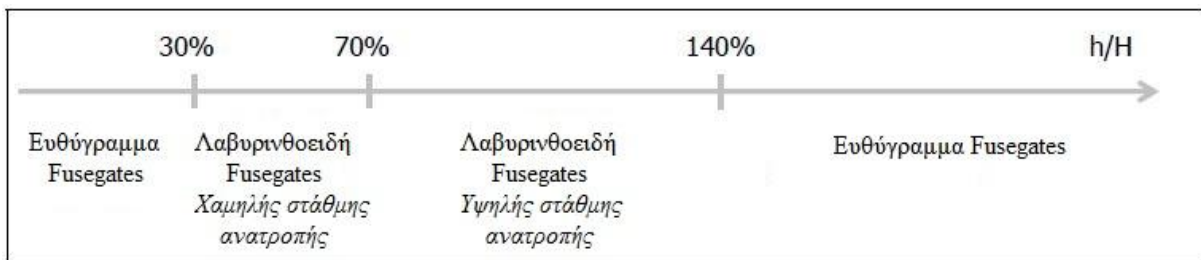 30% 70% 140% h/H
Ευθύγραμμα Fusegates
Λαβυρινθοειδή Fusegates
Χαμηλής στάθμης
ανατροπής
Λαβυρινθοειδή Fusegates
Υψηλής στάθμης
ανατροπής
Ευθύγραμμα Fusegates